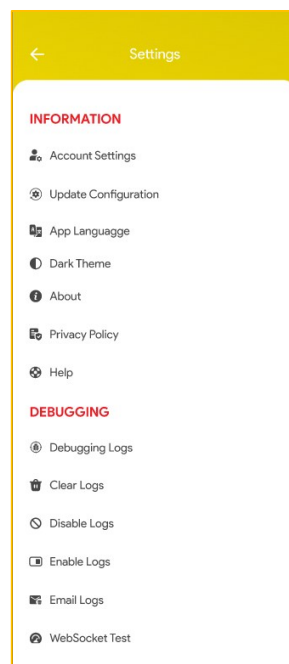 Settings
INFORMATION
Account Settings
Update Configuration
App Languagge
Dark Theme
About
Privacy Policy
Help
DEBUGGING
Debugging Logs
Clear Logs
Disable Logs
Enable Logs
Email Logs
WebSocket Test